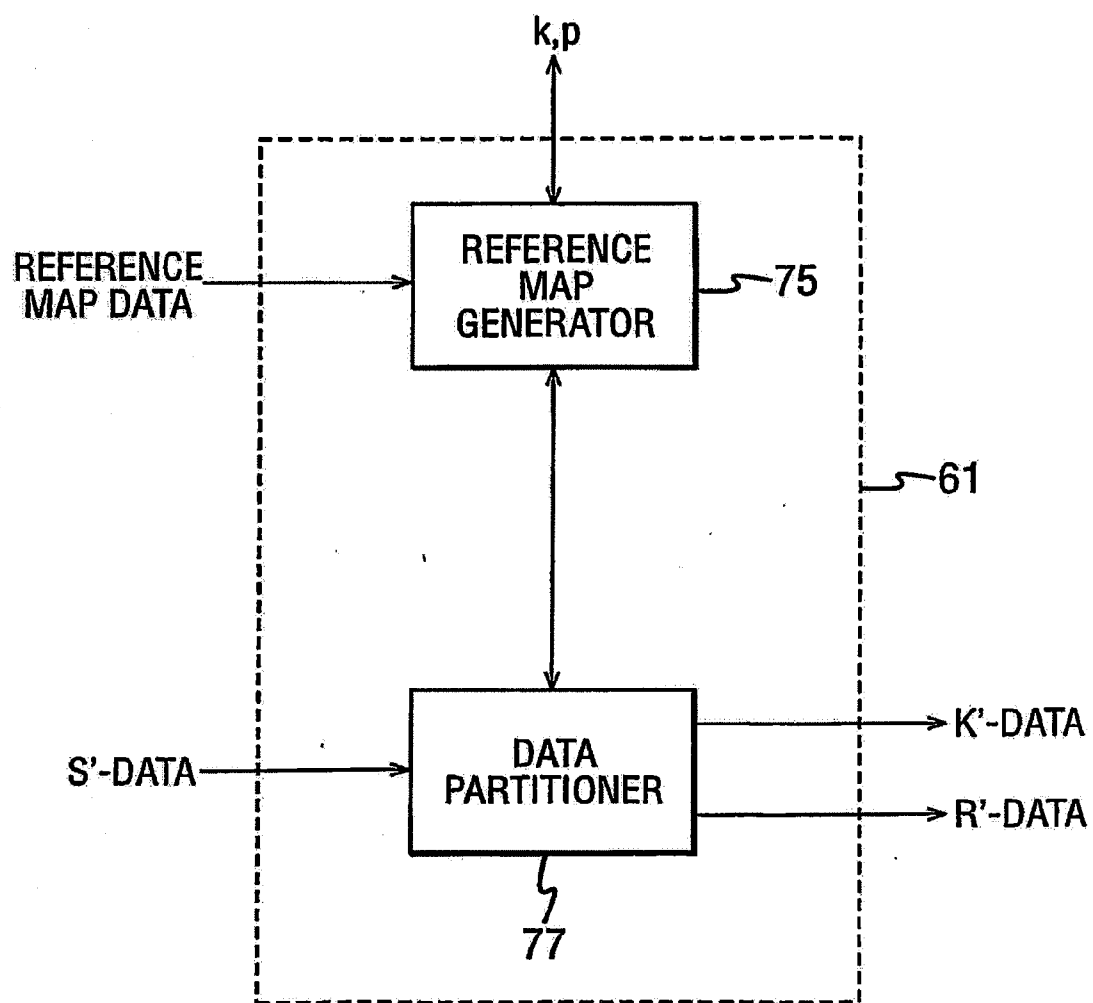 k,p
REFERENCE
MAP DATA
REFERENCE
MAP
GENERATOR
75
61
S'-DATA
DATA
PARTITIONER
K'-DATA
R'-DATA
77